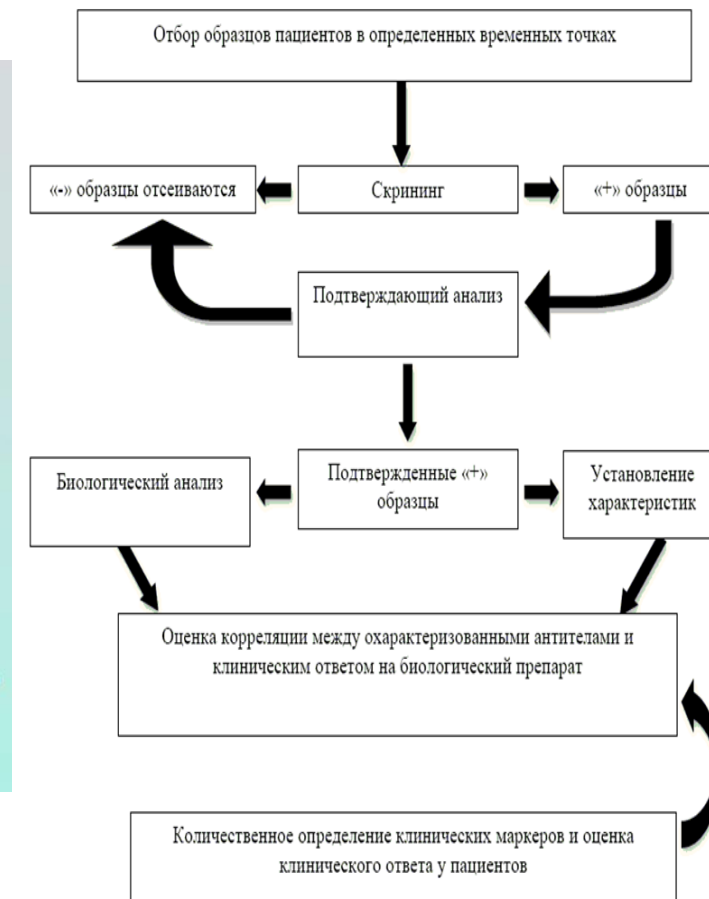 Отбор образцов пациентов в определенных временных точках
«-» образцы отсеиваются
Скрининг
«+» образцы
Подтверждающий анализ
Биологический анализ
Подтвержденные «+»
образцы
Установление
характеристик
Оценка корреляции между охарактеризованными антителами и
клиническим ответом на биологический препарат
Количественное определение клинических маркеров и оценка
клинического ответа у пациентов